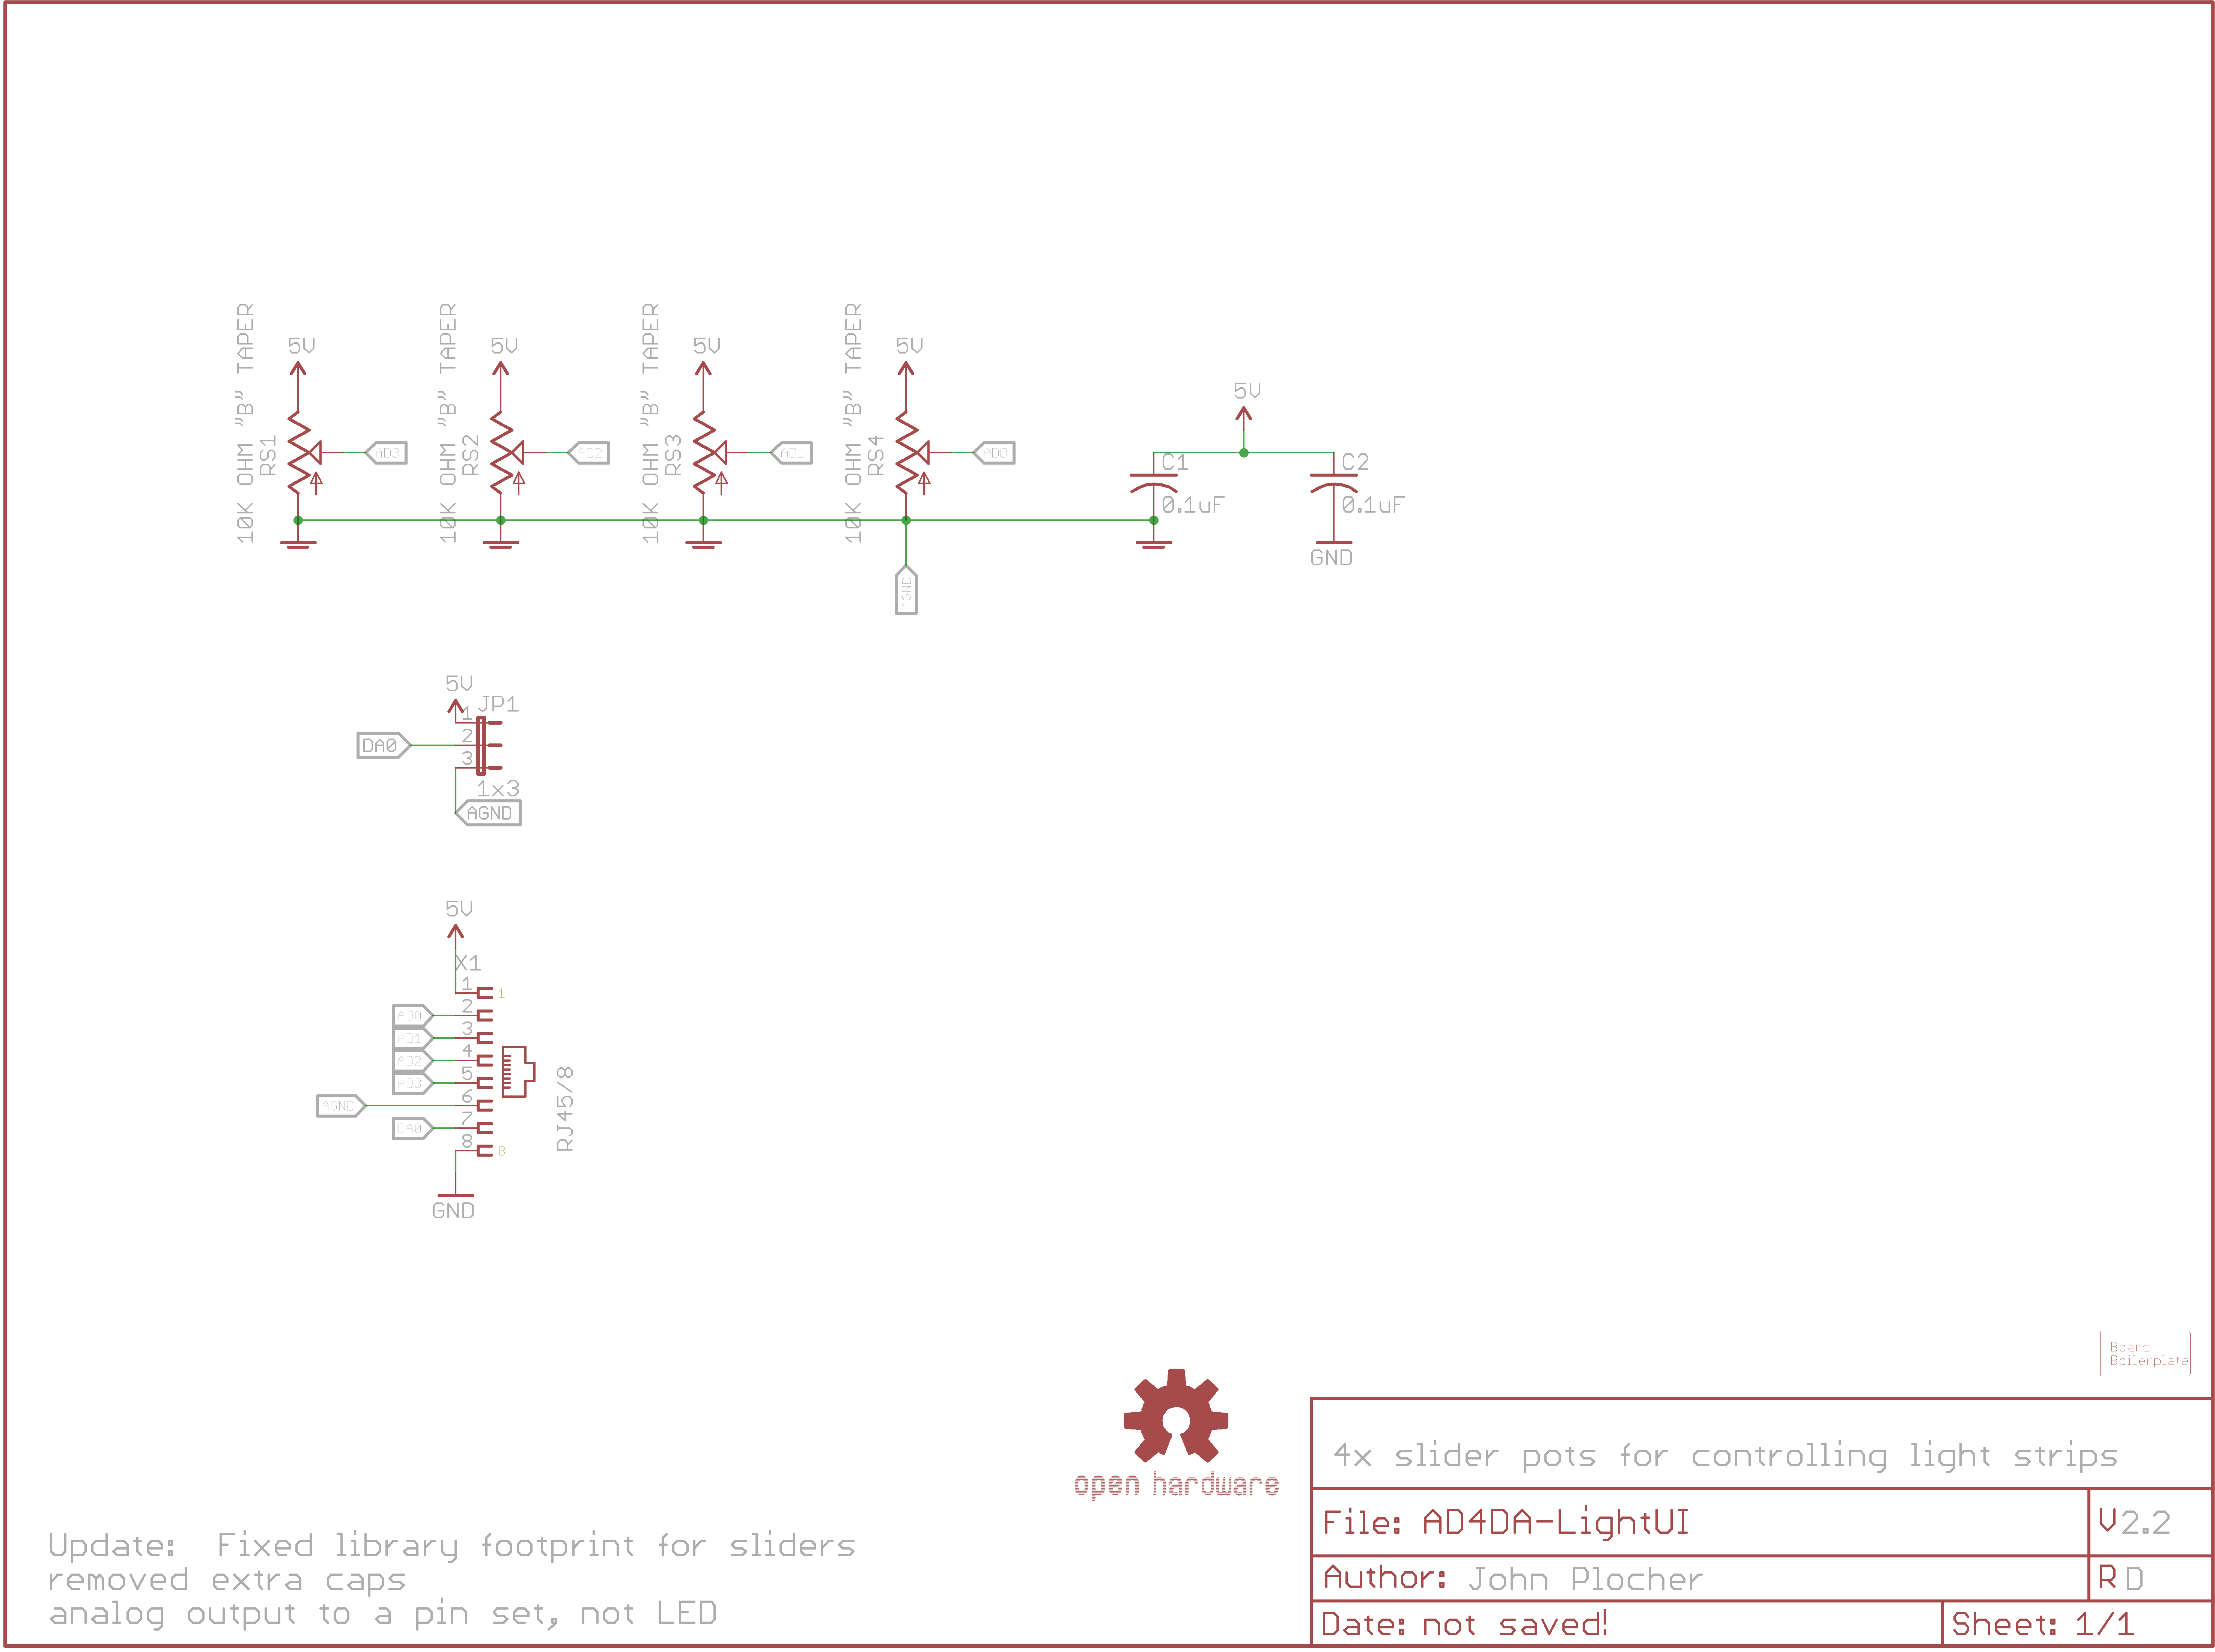 10K OHM "B" TAPER
RS1
5V
AD3
10K OHM "B" TAPER
RS2
5V
AD2
10K OHM "B" TAPER
RS3
5V
AD1
10K OHM "B" TAPER
RS4
5V
AD0
AGND
5V
C1
0.1uF
C2
0.1uF
GND
5V
JP1
1
2
3
DA0
1x3
AGND
5V
X1
1
1
2
AD0
3
AD1
4
AD2
5
AD3
6
AGND
7
DA0
8
8
RJ45/8
GND
Board
Boilerplate
open hardware
4x slider pots for controlling light strips
File: AD4DA-LightUI
V2.2
Author: John Plocher
R D
Date: not saved!
Sheet: 1/1
Update: Fixed library footprint for sliders
removed extra caps
analog output to a pin set, not LED